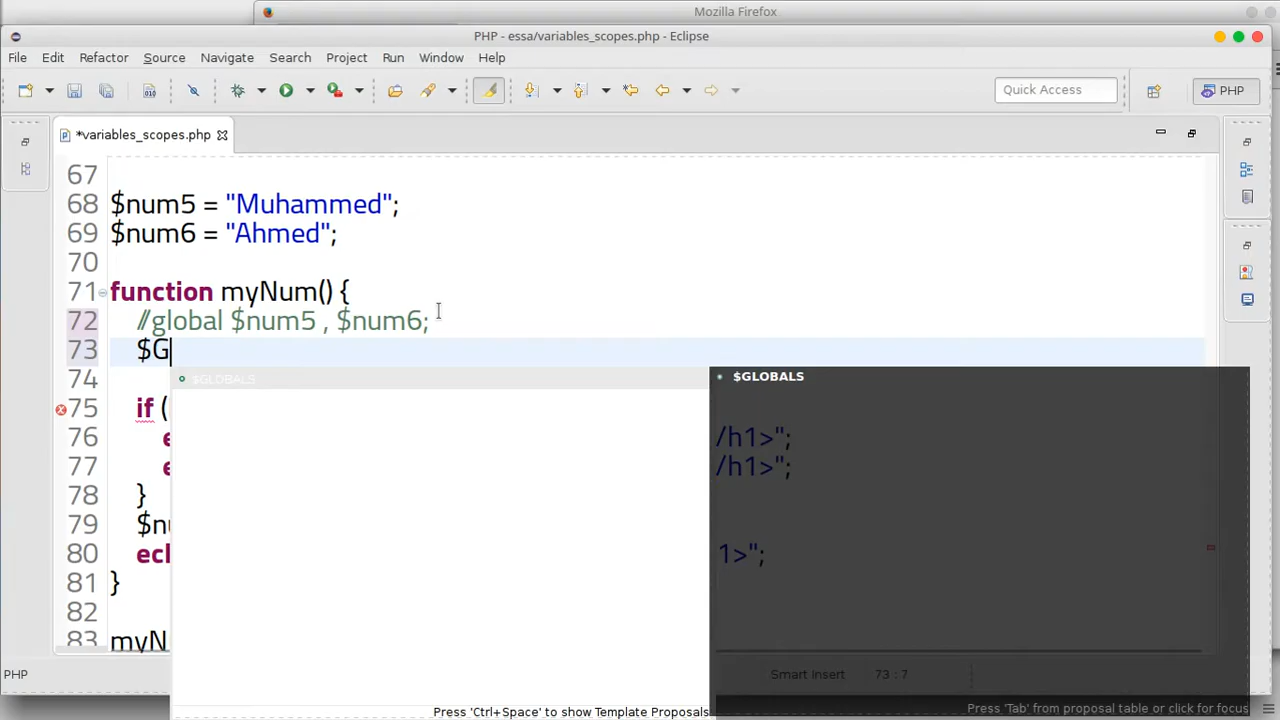 Mozilla Firefox
PHP - essa/variables_scopes.php - Eclipse
File Edit Refactor Source Navigate Search Project Run Window Help
Quick Access
PHP
*variables_scopes.php
67
68 $num5 = "Muhammed";
69 $num6 = "Ahmed";
70
71 function myNum() {
72 //global $num5 , $num6;
73 $G
74 $GLOBALS $GLOBALS
75 if (
76 /h1>";
77 /h1>";
78 }
79 $nu
80 ecl 1>";
81 }
82
83 myN
PHP Smart Insert 73 : 7
Press 'Ctrl+Space' to show Template Proposals Press 'Tab' from proposal table or click for focus